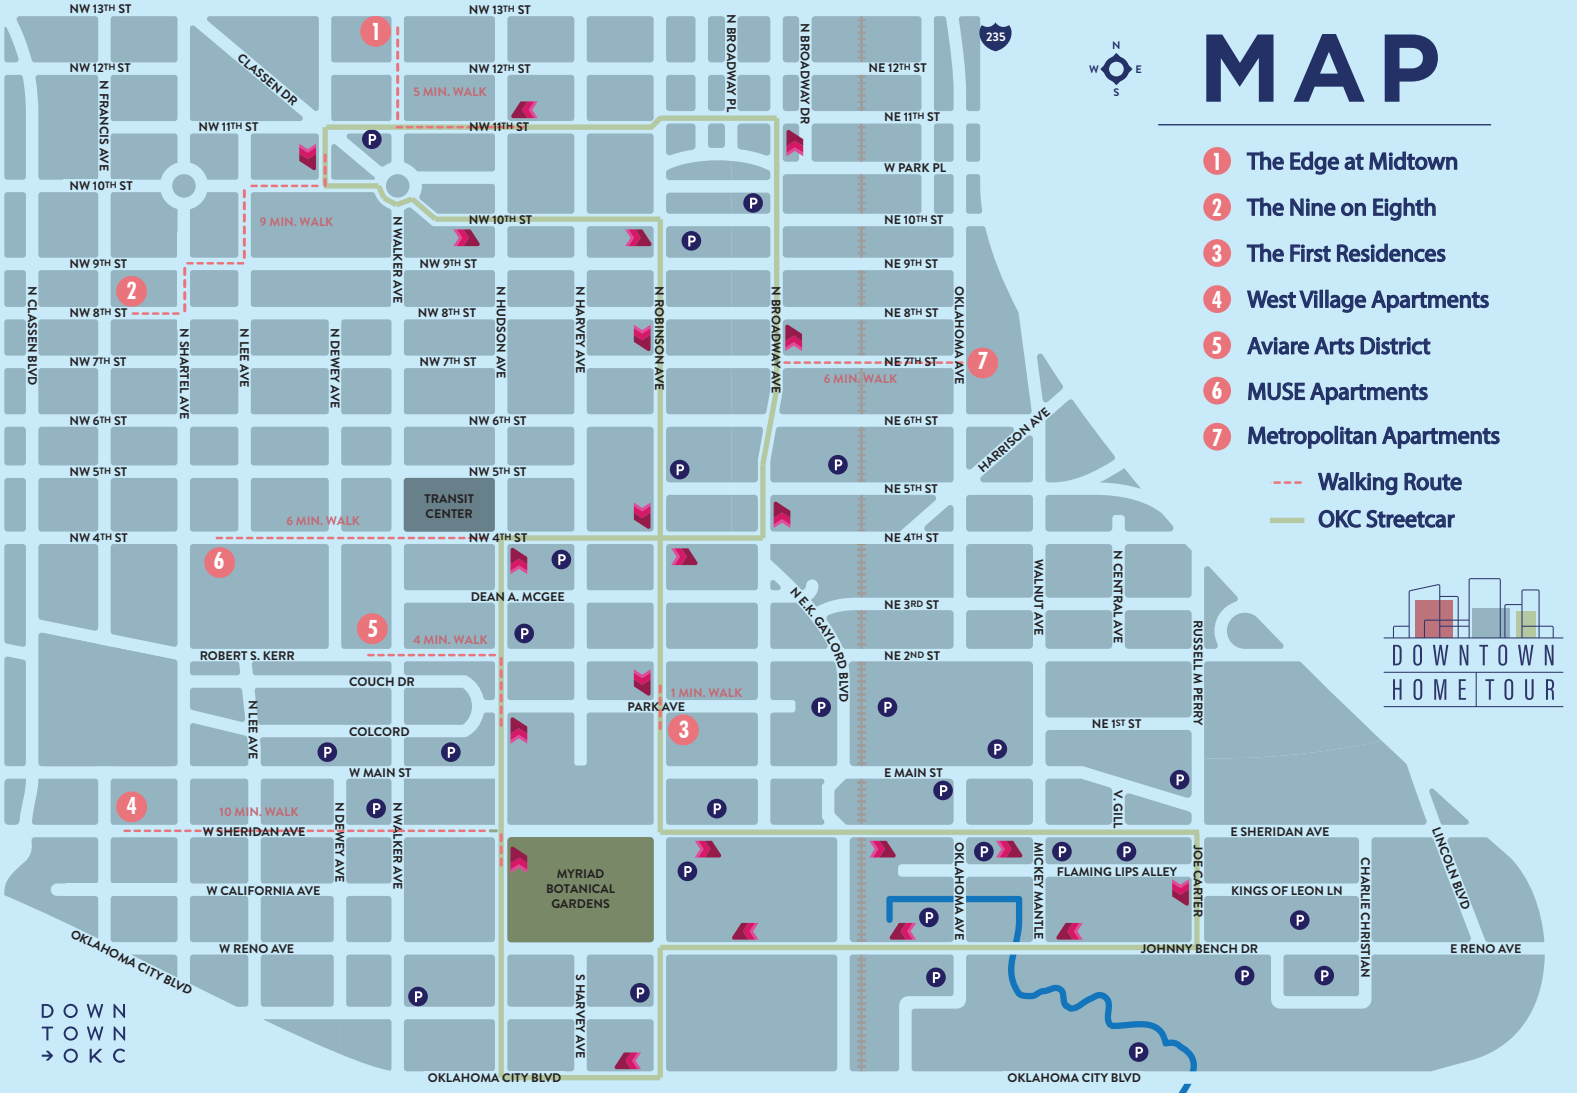 MAP
N
W E
S
235
1 The Edge at Midtown
2 The Nine on Eighth
3 The First Residences
4 West Village Apartments
5 Aviare Arts District
6 MUSE Apartments
7 Metropolitan Apartments
Walking Route
OKC Streetcar
DOWNTOWN
HOME TOUR
DOWN
TOWN
→OKC
NW 13TH ST
NW 13TH ST
NW 12TH ST
NW 12TH ST
NE 12TH ST
CLASSEN DR
N FRANCIS AVE
N BROADWAY PL
N BROADWAY DR
1
5 MIN. WALK
NW 11TH ST
NW 11TH ST
NE 11TH ST
P
W PARK PL
NW 10TH ST
NW 10TH ST
NE 10TH ST
P
P
9 MIN. WALK
N WALKER AVE
NW 9TH ST
NW 9TH ST
NE 9TH ST
2
NW 8TH ST
NW 8TH ST
NE 8TH ST
N CLASSEN BLVD
N SHARTEL AVE
N LEE AVE
N DEWEY AVE
N HUDSON AVE
N HARVEY AVE
N ROBINSON AVE
N BROADWAY AVE
OKLAHOMA AVE
NW 7TH ST
NW 7TH ST
NE 7TH ST
7
6 MIN. WALK
NW 6TH ST
NW 6TH ST
NE 6TH ST
HARRISON AVE
P
P
NW 5TH ST
NW 5TH ST
NE 5TH ST
TRANSIT
CENTER
6 MIN. WALK
NW 4TH ST
NW 4TH ST
NE 4TH ST
6
P
DEAN A. MCGEE
N E.K. GAYLORD BLVD
NE 3RD ST
WALNUT AVE
N CENTRAL AVE
RUSSELL M PERRY
5
4 MIN. WALK
P
ROBERT S. KERR
NE 2ND ST
COUCH DR
1 MIN. WALK
PARK AVE
3
P
P
N LEE AVE
COLCORD
NE 1ST ST
P
P
P
W MAIN ST
E MAIN ST
P
P
4
10 MIN. WALK
P
P
V. GILL
N DEWEY AVE
N WALKER AVE
W SHERIDAN AVE
E SHERIDAN AVE
LINCOLN BLVD
MYRIAD
BOTANICAL
GARDENS
P
P
P
P
OKLAHOMA AVE
MICKEY MANTLE
FLAMING LIPS ALLEY
JOE CARTER
CHARLIE CHRISTIAN
W CALIFORNIA AVE
KINGS OF LEON LN
P
P
W RENO AVE
JOHNNY BENCH DR
E RENO AVE
OKLAHOMA CITY BLVD
P
P
P
P
P
S HARVEY AVE
P
OKLAHOMA CITY BLVD
OKLAHOMA CITY BLVD